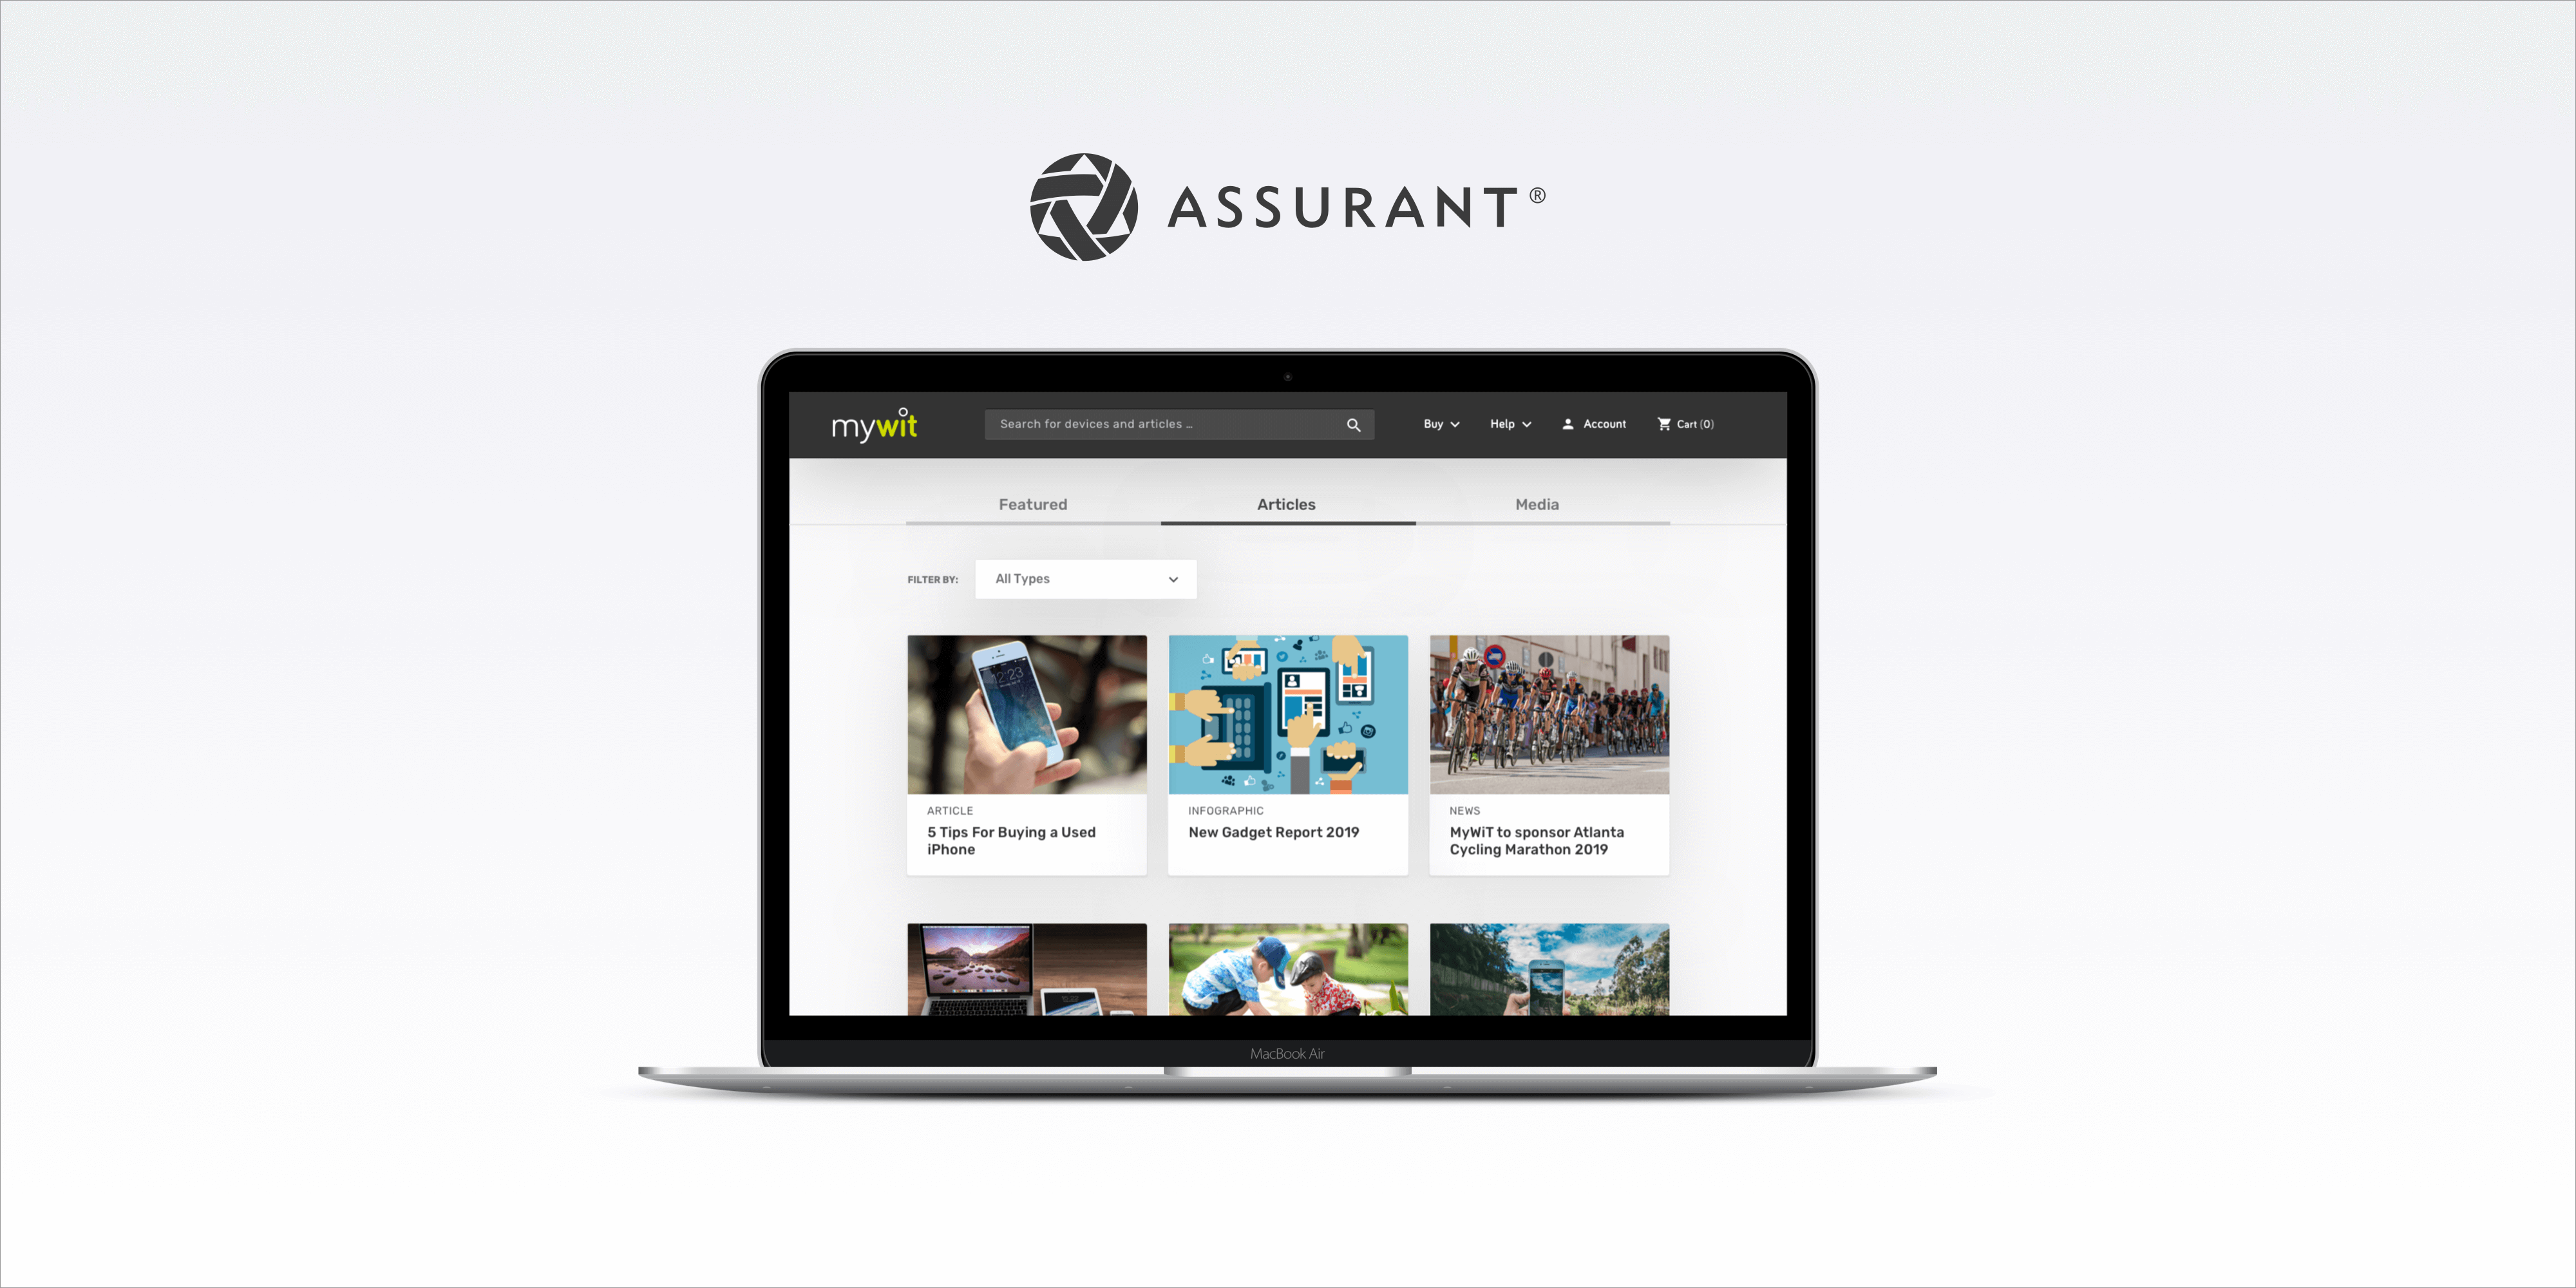 ASSURANT®
mywit
Search for devices and articles ...
Buy
Help
Account
Cart (0)
Featured
Articles
Media
FILTER BY:
All Types
12:23
ARTICLE
5 Tips For Buying a Used
iPhone
INFOGRAPHIC
New Gadget Report 2019
NEWS
MyWiT to sponsor Atlanta
Cycling Marathon 2019
MacBook Air